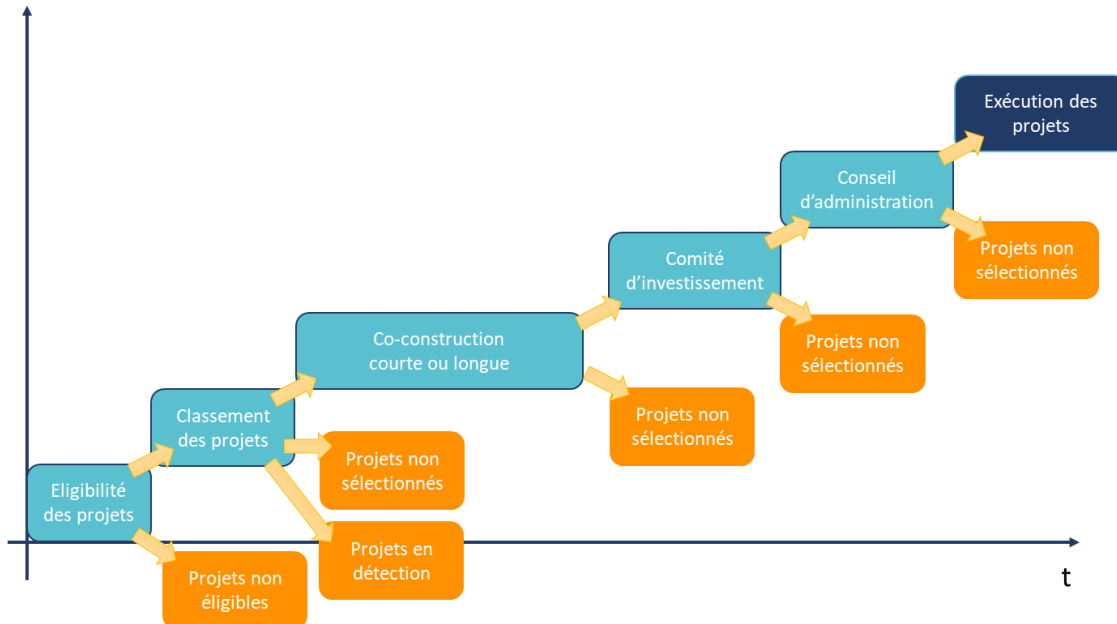 Exécution des
projets
Conseil
d'administration
Projets non
sélectionnés
Comité
d'investissement
Projets non
sélectionnés
Co-construction
courte ou longue
Projets non
sélectionnés
Classement
des projets
Projets non
sélectionnés
Eligibilité
des projets
Projets en
détection
Projets non
éligibles
t